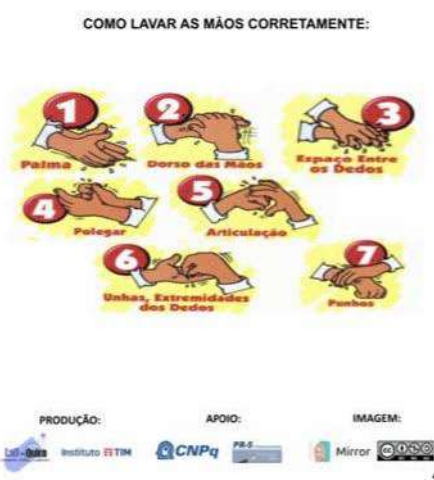 COMO LAVAR AS MÃOS CORRETAMENTE:
1
Palma
2
Dorso das Mãos
3
Espaço Entre
os Dedos
4
Polegar
5
Articulação
6
Unhas, Extremidades
dos Dedos
7
Punhos
PRODUÇÃO:
APOIO:
IMAGEM:
Instituto TIM
CNPq
Mirror